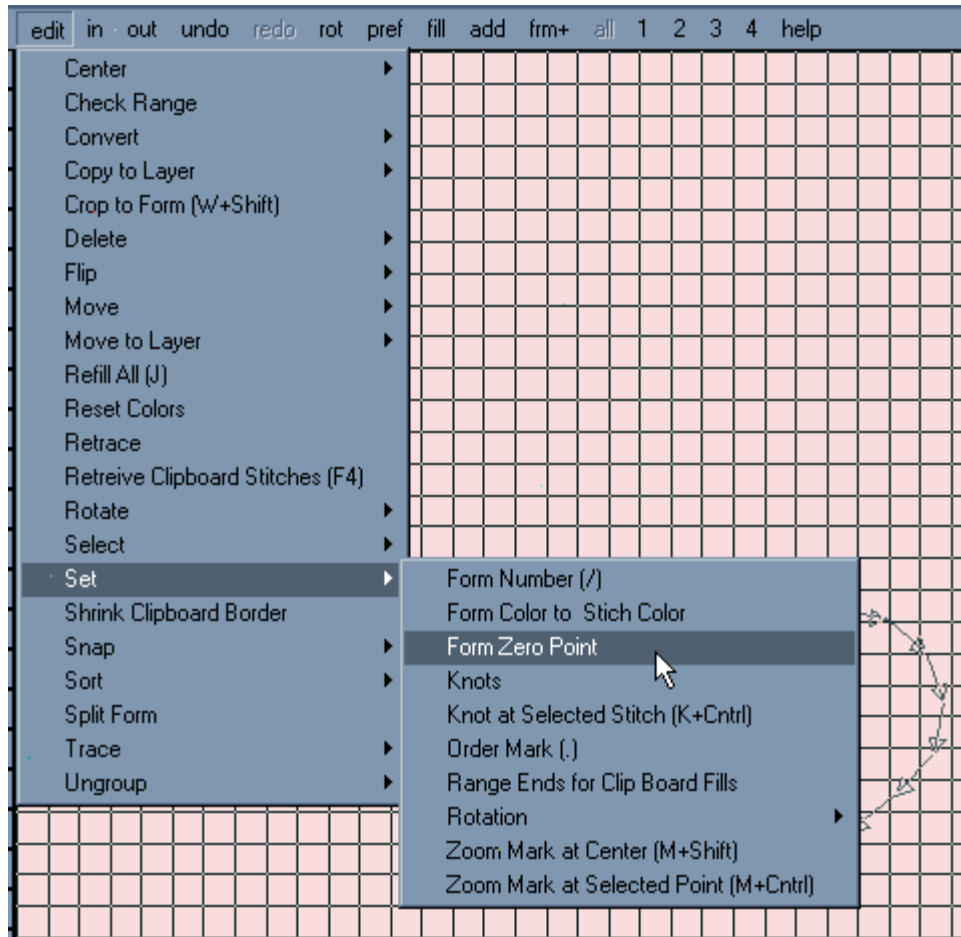 edit in out undo redo rot pref fill add frm+ all 1 2 3 4 help
Center
Check Range
Convert
Copy to Layer
Crop to Form (W+Shift)
Delete
Flip
Move
Move to Layer
Refill All (J)
Reset Colors
Retrace
Retreive Clipboard Stitches (F4)
Rotate
Select
Set
Shrink Clipboard Border
Snap
Sort
Split Form
Trace
Ungroup
Form Number (/)
Form Color to Stich Color
Form Zero Point
Knots
Knot at Selected Stitch (K+Cntrl)
Order Mark (.)
Range Ends for Clip Board Fills
Rotation
Zoom Mark at Center (M+Shift)
Zoom Mark at Selected Point (M+Cntrl)